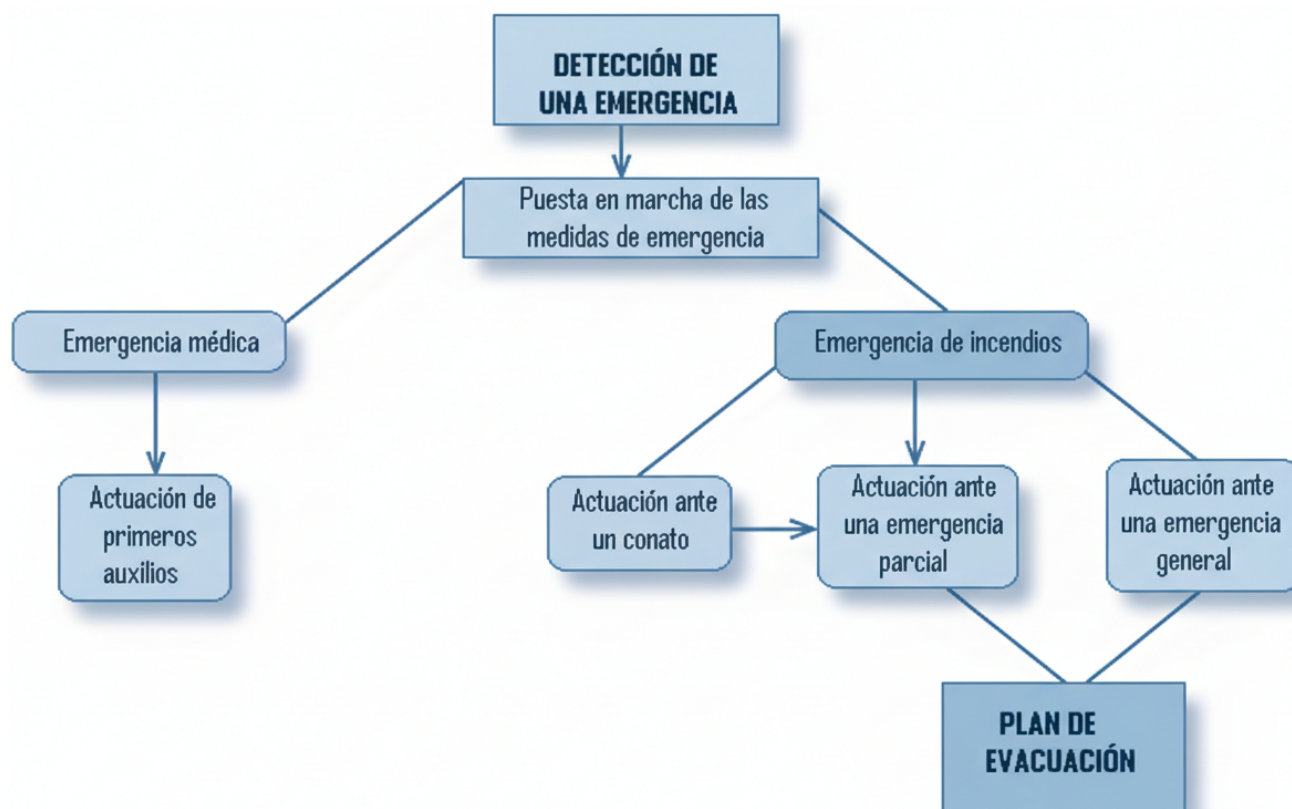 DETECCIÓN DE
UNA EMERGENCIA
Puesta en marcha de las
medidas de emergencia
Emergencia médica
Emergencia de incendios
Actuación de
primeros
auxilios
Actuación ante
un conato
Actuación ante
una emergencia
parcial
Actuación ante
una emergencia
general
PLAN DE
EVACUACIÓN